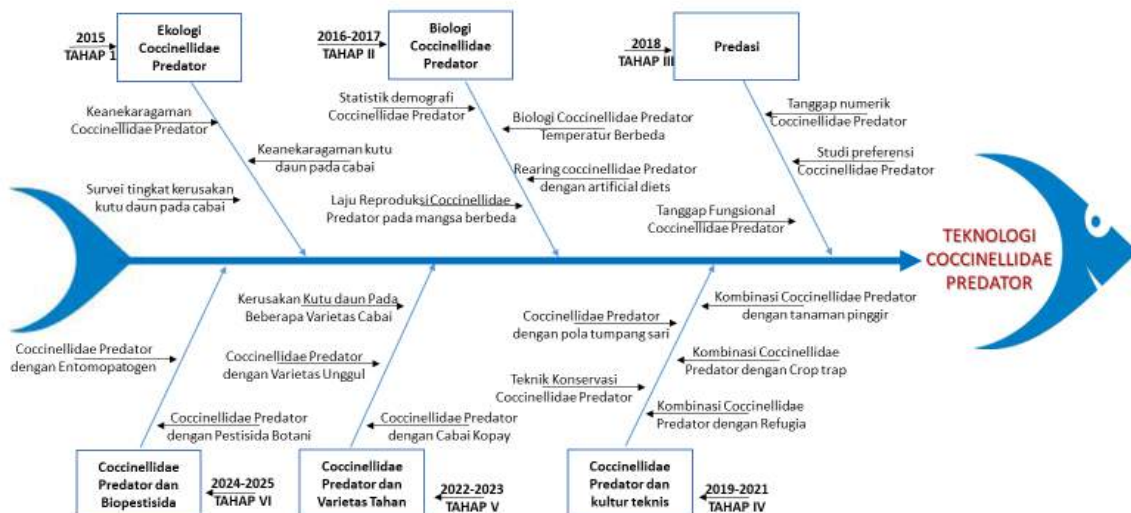 2015
TAHAP 1
Ekologi
Coccinellidae
Predator
2016-2017
TAHAP II
Biologi
Coccinellidae
Predator
2018
TAHAP III
Predasi
Keanekaragaman
Coccinellidae Predator
Keanekaragaman kutu
daun pada cabai
Survei tingkat kerusakan
kutu daun pada cabai
Statistik demografi
Coccinellidae Predator
Biologi Coccinellidae Predator
Temperatur Berbeda
Rearing coccinellidae Predator
dengan artificial diets
Laju Reproduksi Coccinellidae
Predator pada mangsa berbeda
Tanggap numerik
Coccinellidae Predator
Studi preferensi
Coccinellidae Predator
Tanggap Fungsional
Coccinellidae Predator
TEKNOLOGI
COCCINELLIDAE
PREDATOR
Coccinellidae Predator
dengan Entomopatogen
Coccinellidae Predator
dengan Pestisida Botani
Kerusakan Kutu daun Pada
Beberapa Varietas Cabai
Coccinellidae Predator
dengan Varietas Unggul
Coccinellidae Predator
dengan Cabai Kopay
Coccinellidae Predator
dengan pola tumpang sari
Teknik Konservasi
Coccinellidae Predator
Kombinasi Coccinellidae Predator
dengan tanaman pinggir
Kombinasi Coccinellidae
Predator dengan Crop trap
Kombinasi Coccinellidae
Predator dengan Refugia
Coccinellidae
Predator dan
Biopestisida
2024-2025
TAHAP VI
Coccinellidae
Predator dan
Varietas Tahan
2022-2023
TAHAP V
Coccinellidae
Predator dan
kultur teknis
2019-2021
TAHAP IV